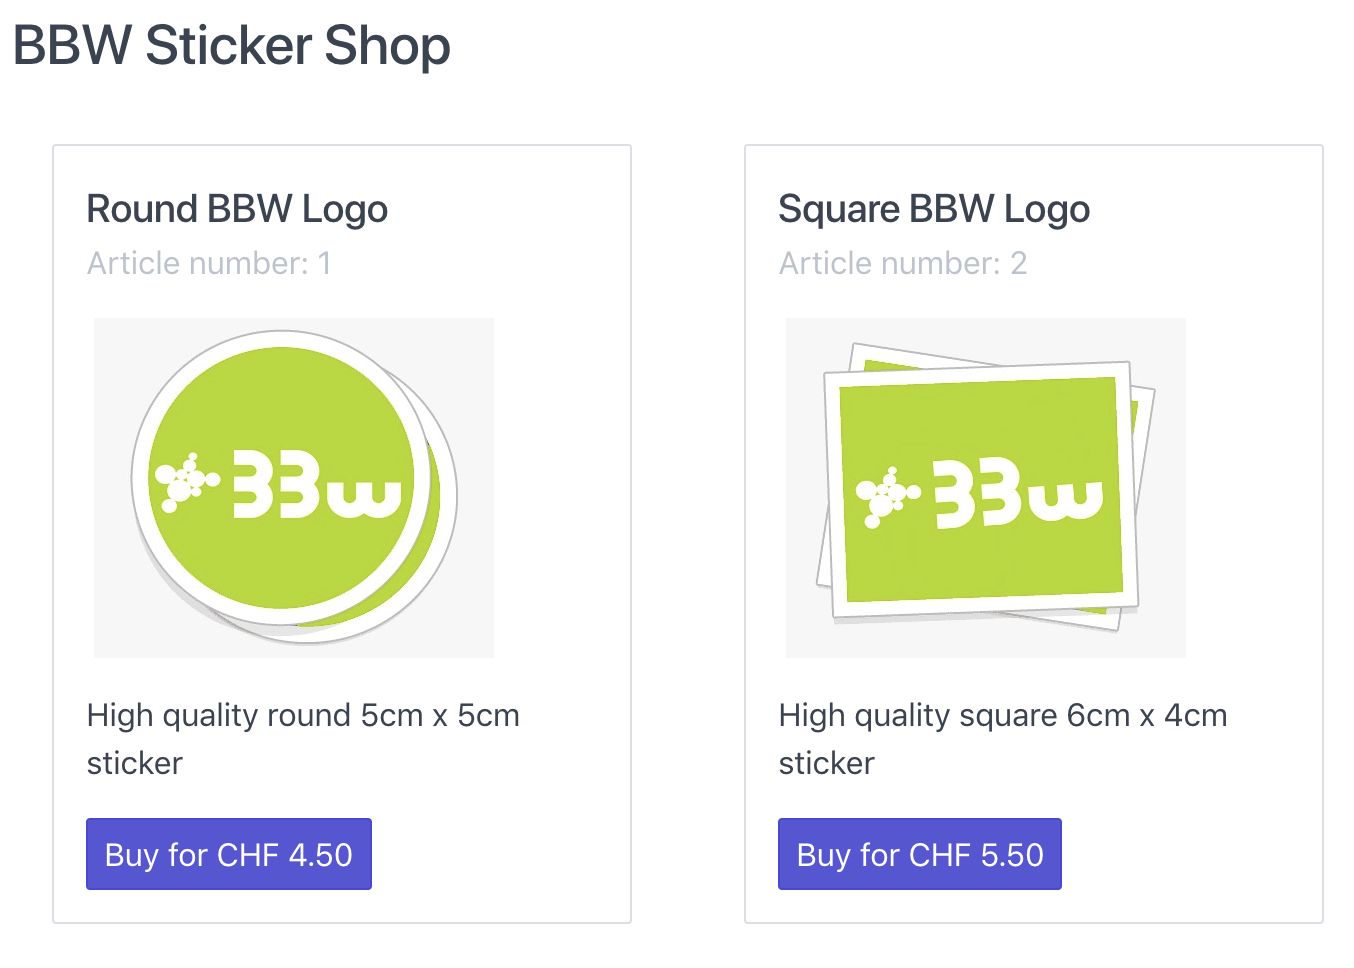 BBW Sticker Shop
Round BBW Logo
Article number: 1
BBw
High quality round 5cm x 5cm
sticker
Buy for CHF 4.50
Square BBW Logo
Article number: 2
BBw
High quality square 6cm x 4cm
sticker
Buy for CHF 5.50